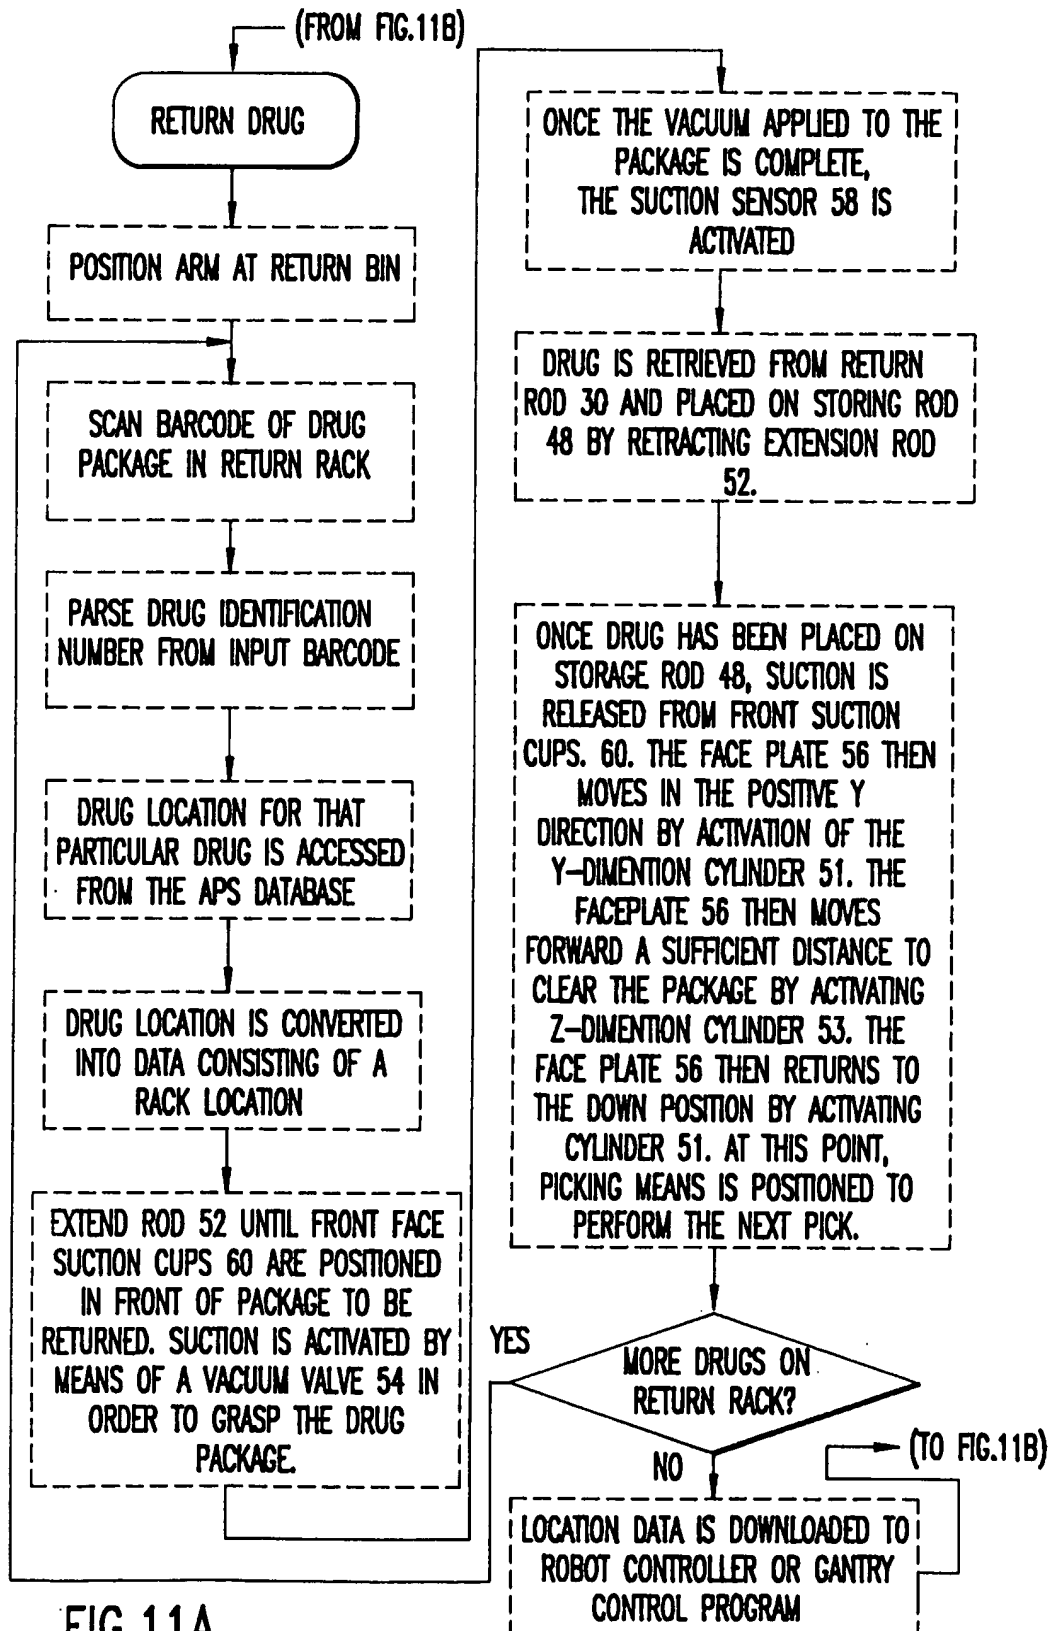 (FROM FIG.11B)
RETURN DRUG
POSITION ARM AT RETURN BIN
SCAN BARCODE OF DRUG
PACKAGE IN RETURN RACK
PARSE DRUG IDENTIFICATION
NUMBER FROM INPUT BARCODE
DRUG LOCATION FOR THAT
PARTICULAR DRUG IS ACCESSED
FROM THE APS DATABASE
DRUG LOCATION IS CONVERTED
INTO DATA CONSISTING OF A
RACK LOCATION
EXTEND ROD 52 UNTIL FRONT FACE
SUCTION CUPS 60 ARE POSITIONED
IN FRONT OF PACKAGE TO BE
RETURNED. SUCTION IS ACTIVATED BY
MEANS OF A VACUUM VALVE 54 IN
ORDER TO GRASP THE DRUG
PACKAGE.
ONCE THE VACUUM APPLIED TO THE
PACKAGE IS COMPLETE,
THE SUCTION SENSOR 58 IS
ACTIVATED
DRUG IS RETRIEVED FROM RETURN
ROD 30 AND PLACED ON STORING ROD
48 BY RETRACTING EXTENSION ROD
52.
ONCE DRUG HAS BEEN PLACED ON
STORAGE ROD 48, SUCTION IS
RELEASED FROM FRONT SUCTION
CUPS. 60. THE FACE PLATE 56 THEN
MOVES IN THE POSITIVE Y
DIRECTION BY ACTIVATION OF THE
Y-DIMENTION CYLINDER 51. THE
FACEPLATE 56 THEN MOVES
FORWARD A SUFFICIENT DISTANCE TO
CLEAR THE PACKAGE BY ACTIVATING
Z-DIMENTION CYLINDER 53. THE
FACE PLATE 56 THEN RETURNS TO
THE DOWN POSITION BY ACTIVATING
CYLINDER 51. AT THIS POINT,
PICKING MEANS IS POSITIONED TO
PERFORM THE NEXT PICK.
YES
MORE DRUGS ON
RETURN RACK?
NO
(TO FIG.11B)
LOCATION DATA IS DOWNLOADED TO
ROBOT CONTROLLER OR GANTRY
CONTROL PROGRAM
FIG.11A